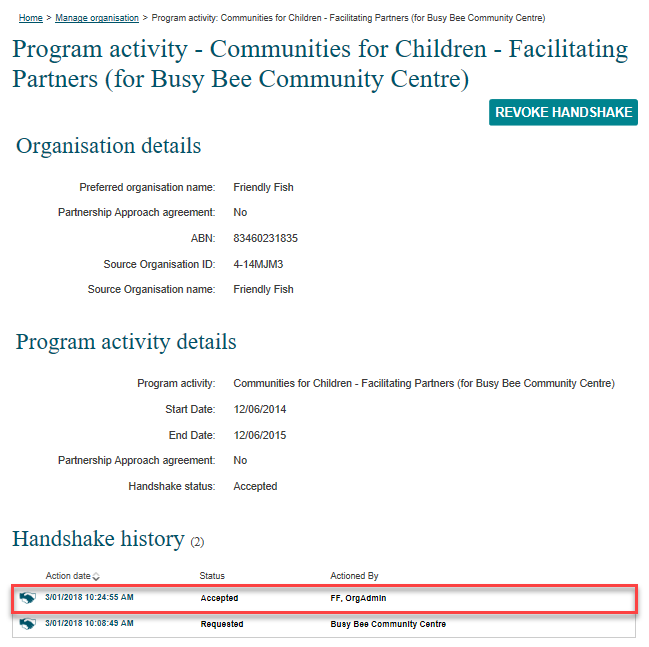 Home > Manage organisation > Program activity: Communities for Children - Facilitating Partners (for Busy Bee Community Centre)
Program activity - Communities for Children - Facilitating
Partners (for Busy Bee Community Centre)
REVOKE HANDSHAKE
Organisation details
Preferred organisation name: Friendly Fish
Partnership Approach agreement: No
ABN: 83460231835
Source Organisation ID: 4-14MJM3
Source Organisation name: Friendly Fish
Program activity details
Program activity: Communities for Children - Facilitating Partners (for Busy Bee Community Centre)
Start Date: 12/06/2014
End Date: 12/06/2015
Partnership Approach agreement: No
Handshake status: Accepted
Handshake history (2)
Action date Status Actioned By
3/01/2018 10:24:55 AM Accepted FF, OrgAdmin
3/01/2018 10:08:49 AM Requested Busy Bee Community Centre